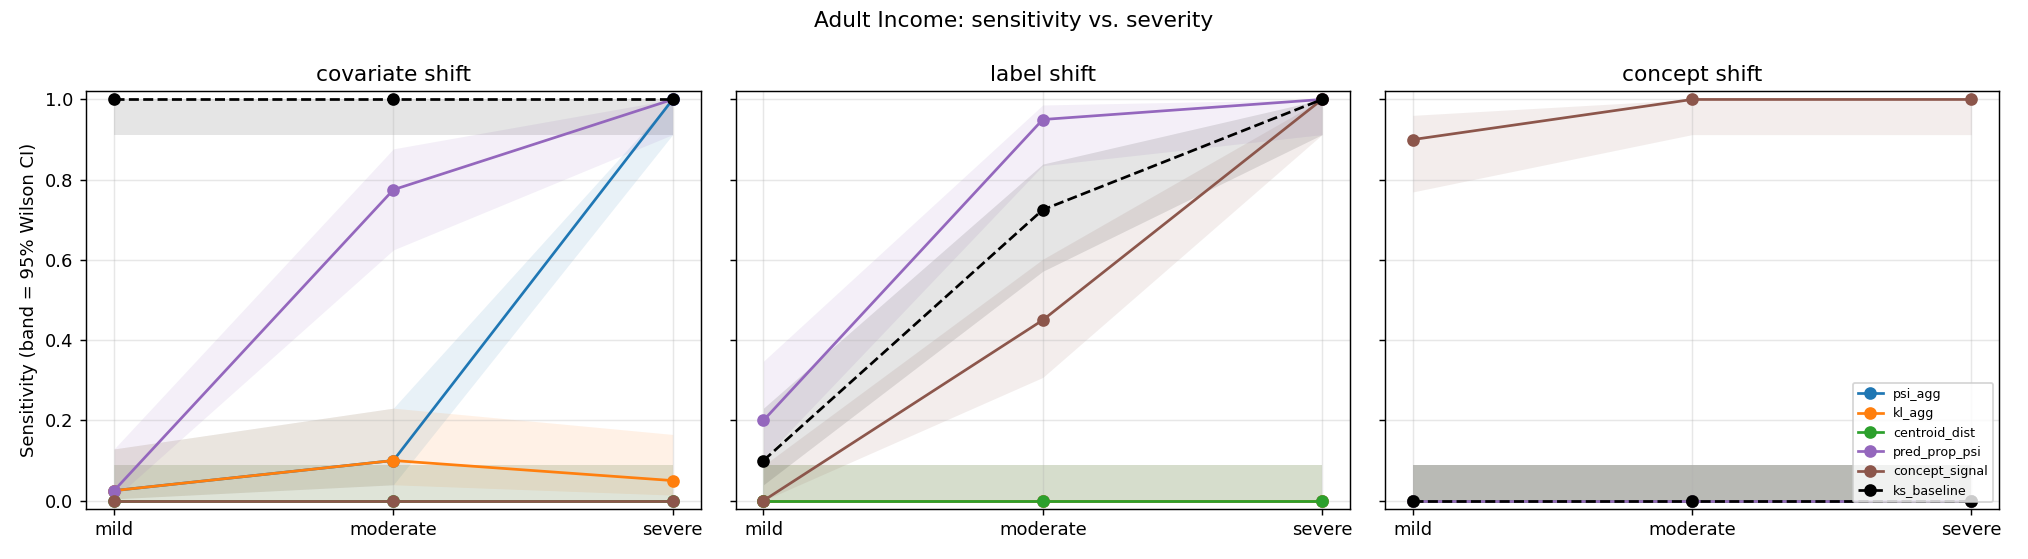 Adult Income: sensitivity vs. severity
covariate shift
label shift
concept shift
Sensitivity (band = 95% Wilson CI)
1.0
0.8
0.6
0.4
0.2
0.0
mild
moderate
severe
mild
moderate
severe
mild
moderate
severe
psi_agg
kl_agg
centroid_dist
pred_prop_psi
concept_signal
ks_baseline